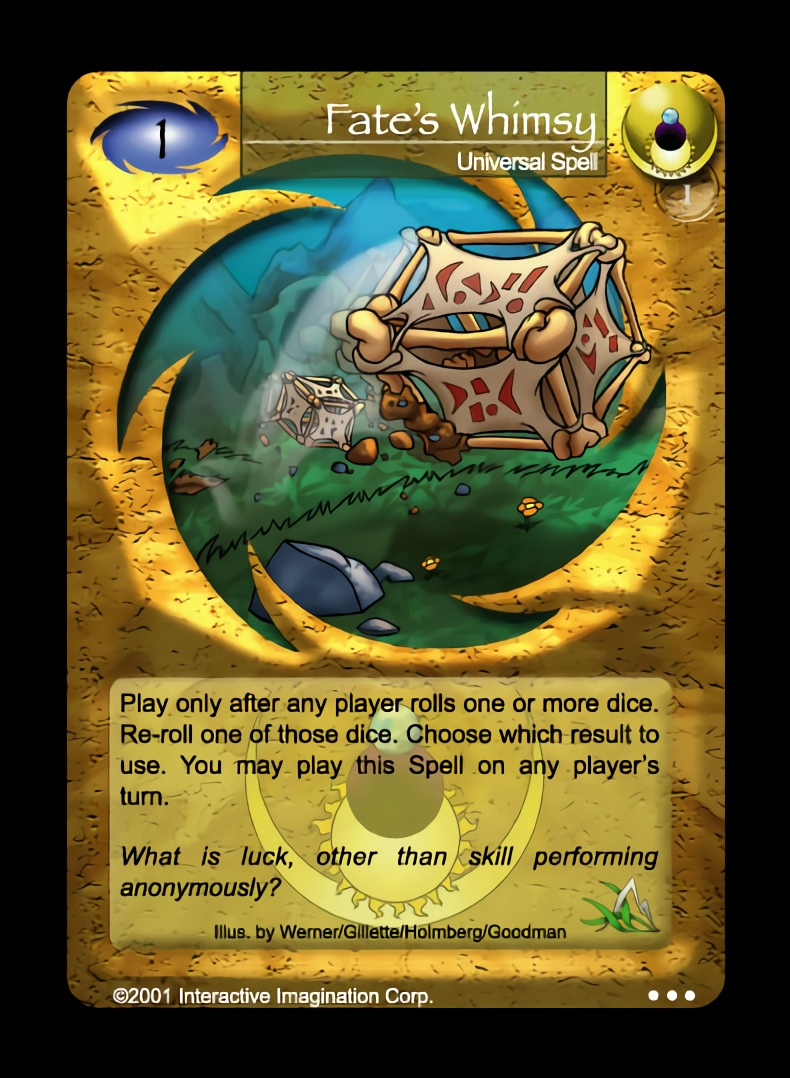 1
Fate's Whimsy
Universal Spell
1
Play only after any player rolls one or more dice.
Re-roll one of those dice. Choose which result to
use. You may play this Spell on any player's
turn.
What is luck, other than skill performing
anonymously?
Illus. by Werner/Gillette/Holmberg/Goodman
©2001 Interactive Imagination Corp.